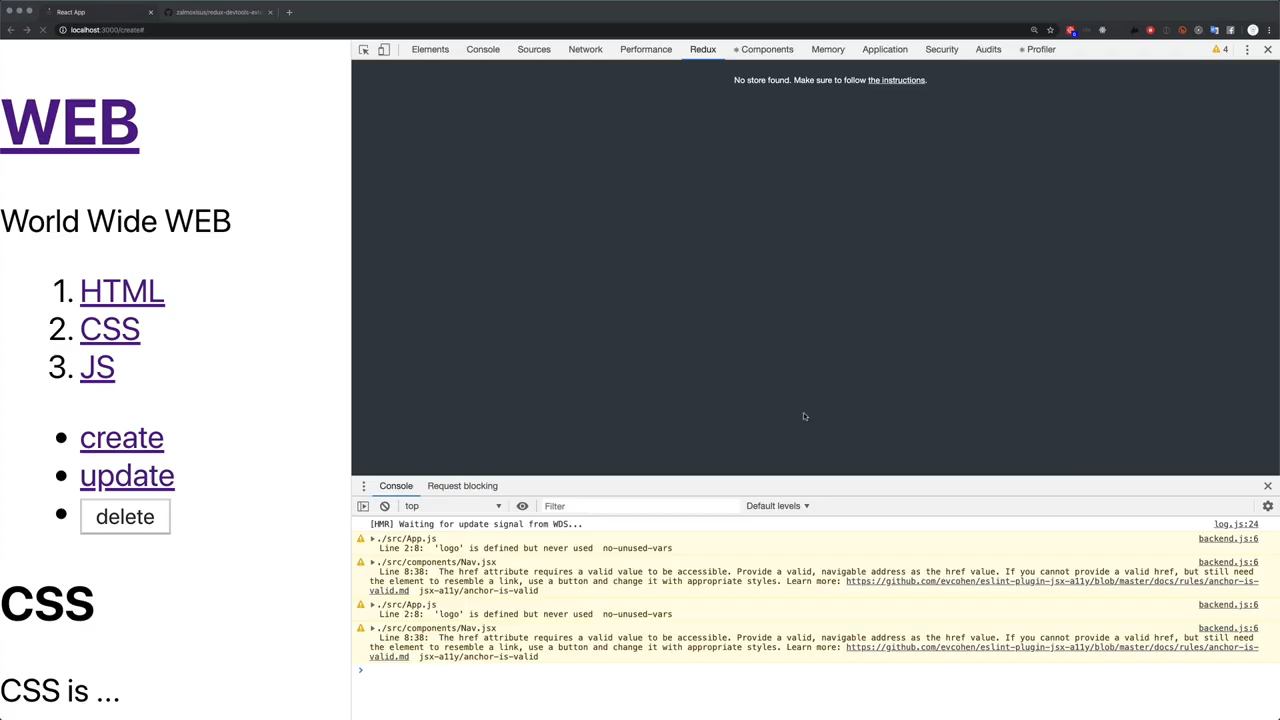 React App
zalmoxisus/redux-devtools-exte
localhost:3000/create#
Elements Console Sources Network Performance Redux Components Memory Application Security Audits Profiler 4
No store found. Make sure to follow the instructions.
WEB
World Wide WEB
1. HTML
2. CSS
3. JS
create
update
delete
CSS
CSS is ...
Console Request blocking
top Filter Default levels
[HMR] Waiting for update signal from WDS... log.js:24
./src/App.js backend.js:6
Line 2:8: 'logo' is defined but never used no-unused-vars
./src/components/Nav.jsx backend.js:6
Line 8:38: The href attribute requires a valid value to be accessible. Provide a valid, navigable address as the href value. If you cannot provide a valid href, but still need
the element to resemble a link, use a button and change it with appropriate styles. Learn more: https://github.com/evcohen/eslint-plugin-jsx-a11y/blob/master/docs/rules/anchor-is-
valid.md jsx-a11y/anchor-is-valid
./src/App.js backend.js:6
Line 2:8: 'logo' is defined but never used no-unused-vars
./src/components/Nav.jsx backend.js:6
Line 8:38: The href attribute requires a valid value to be accessible. Provide a valid, navigable address as the href value. If you cannot provide a valid href, but still need
the element to resemble a link, use a button and change it with appropriate styles. Learn more: https://github.com/evcohen/eslint-plugin-jsx-a11y/blob/master/docs/rules/anchor-is-
valid.md jsx-a11y/anchor-is-valid